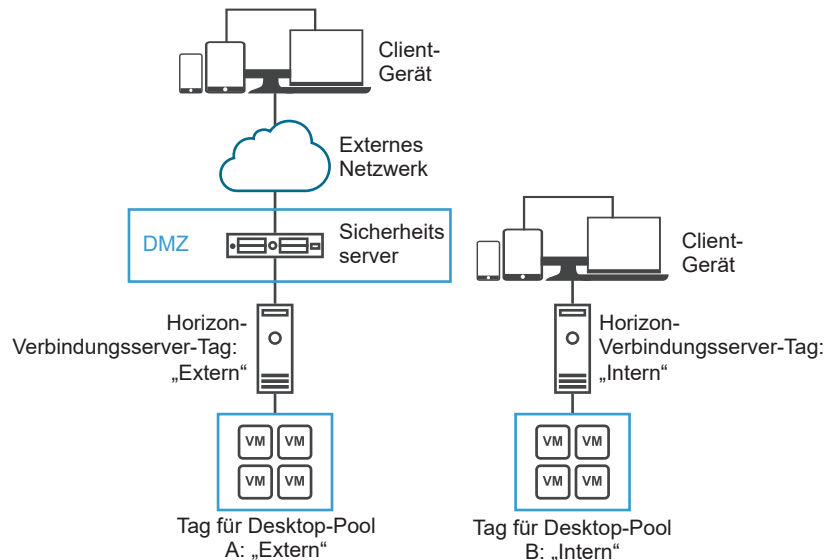 Client-
Gerät
Externes
Netzwerk
DMZ
Sicherheits
server
Client-
Gerät
Horizon-
Verbindungsserver-Tag:
„Extern“
Horizon-
Verbindungsserver-Tag:
„Intern“
VM VM
VM VM
VM VM
VM VM
Tag für Desktop-Pool
A: „Extern“
Tag für Desktop-Pool
B: „Intern“